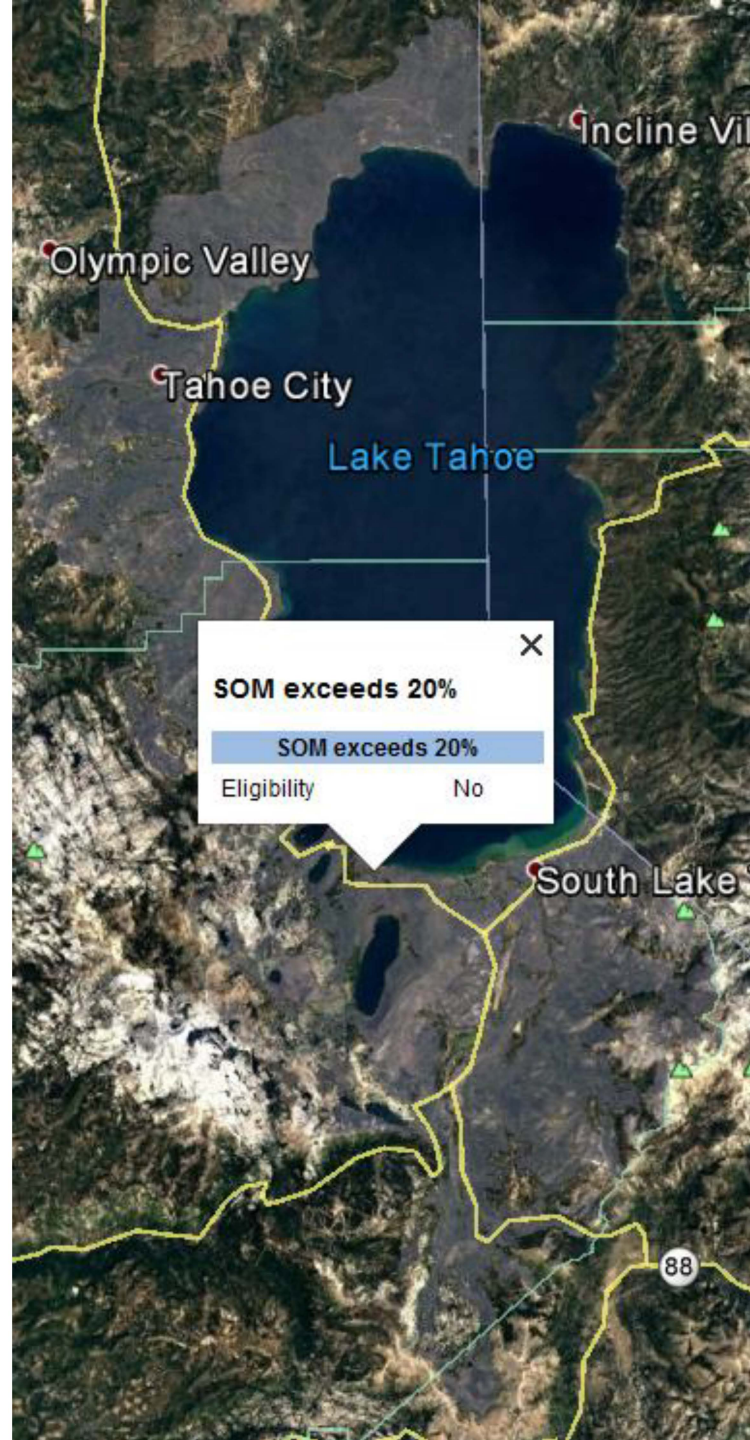 Incline Vil
Olympic Valley
Tahoe City
Lake Tahoe
SOM exceeds 20%
SOM exceeds 20%
Eligibility No
South Lake
88